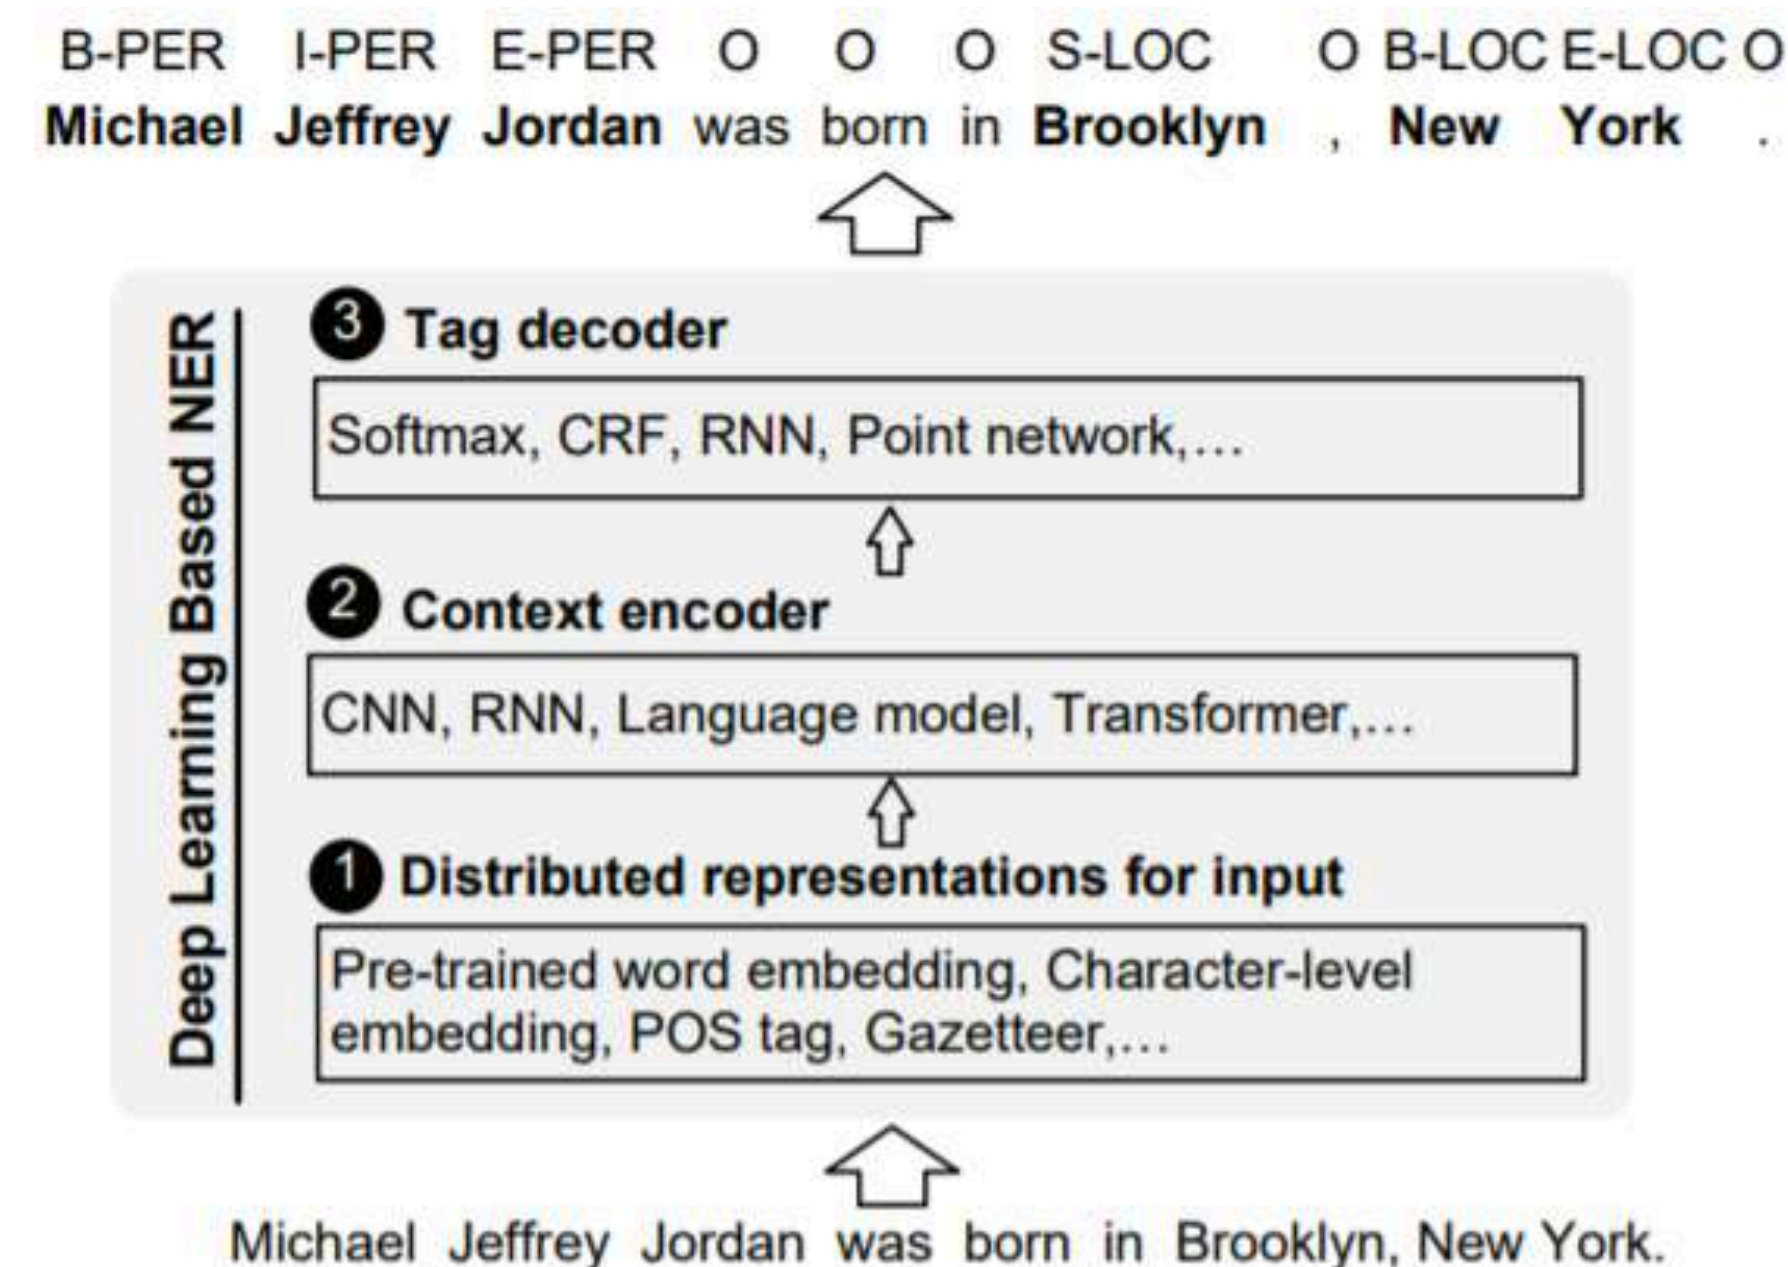 B-PER I-PER E-PER O O O S-LOC O B-LOC E-LOC O
Michael Jeffrey Jordan was born in Brooklyn , New York .
Deep Learning Based NER
3 Tag decoder
Softmax, CRF, RNN, Point network,…
2 Context encoder
CNN, RNN, Language model, Transformer,…
1 Distributed representations for input
Pre-trained word embedding, Character-level
embedding, POS tag, Gazetteer,…
Michael Jeffrey Jordan was born in Brooklyn, New York.